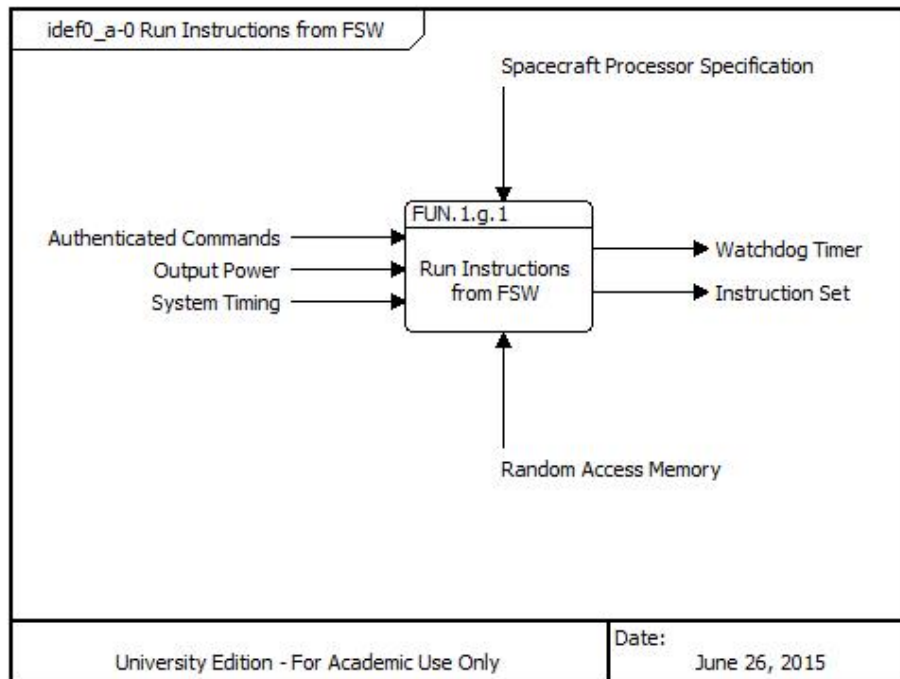 idef0_a-0 Run Instructions from FSW
Spacecraft Processor Specification
FUN.1.g.1
Authenticated Commands
Output Power
System Timing
Run Instructions
from FSW
Watchdog Timer
Instruction Set
Random Access Memory
University Edition - For Academic Use Only
Date:
June 26, 2015